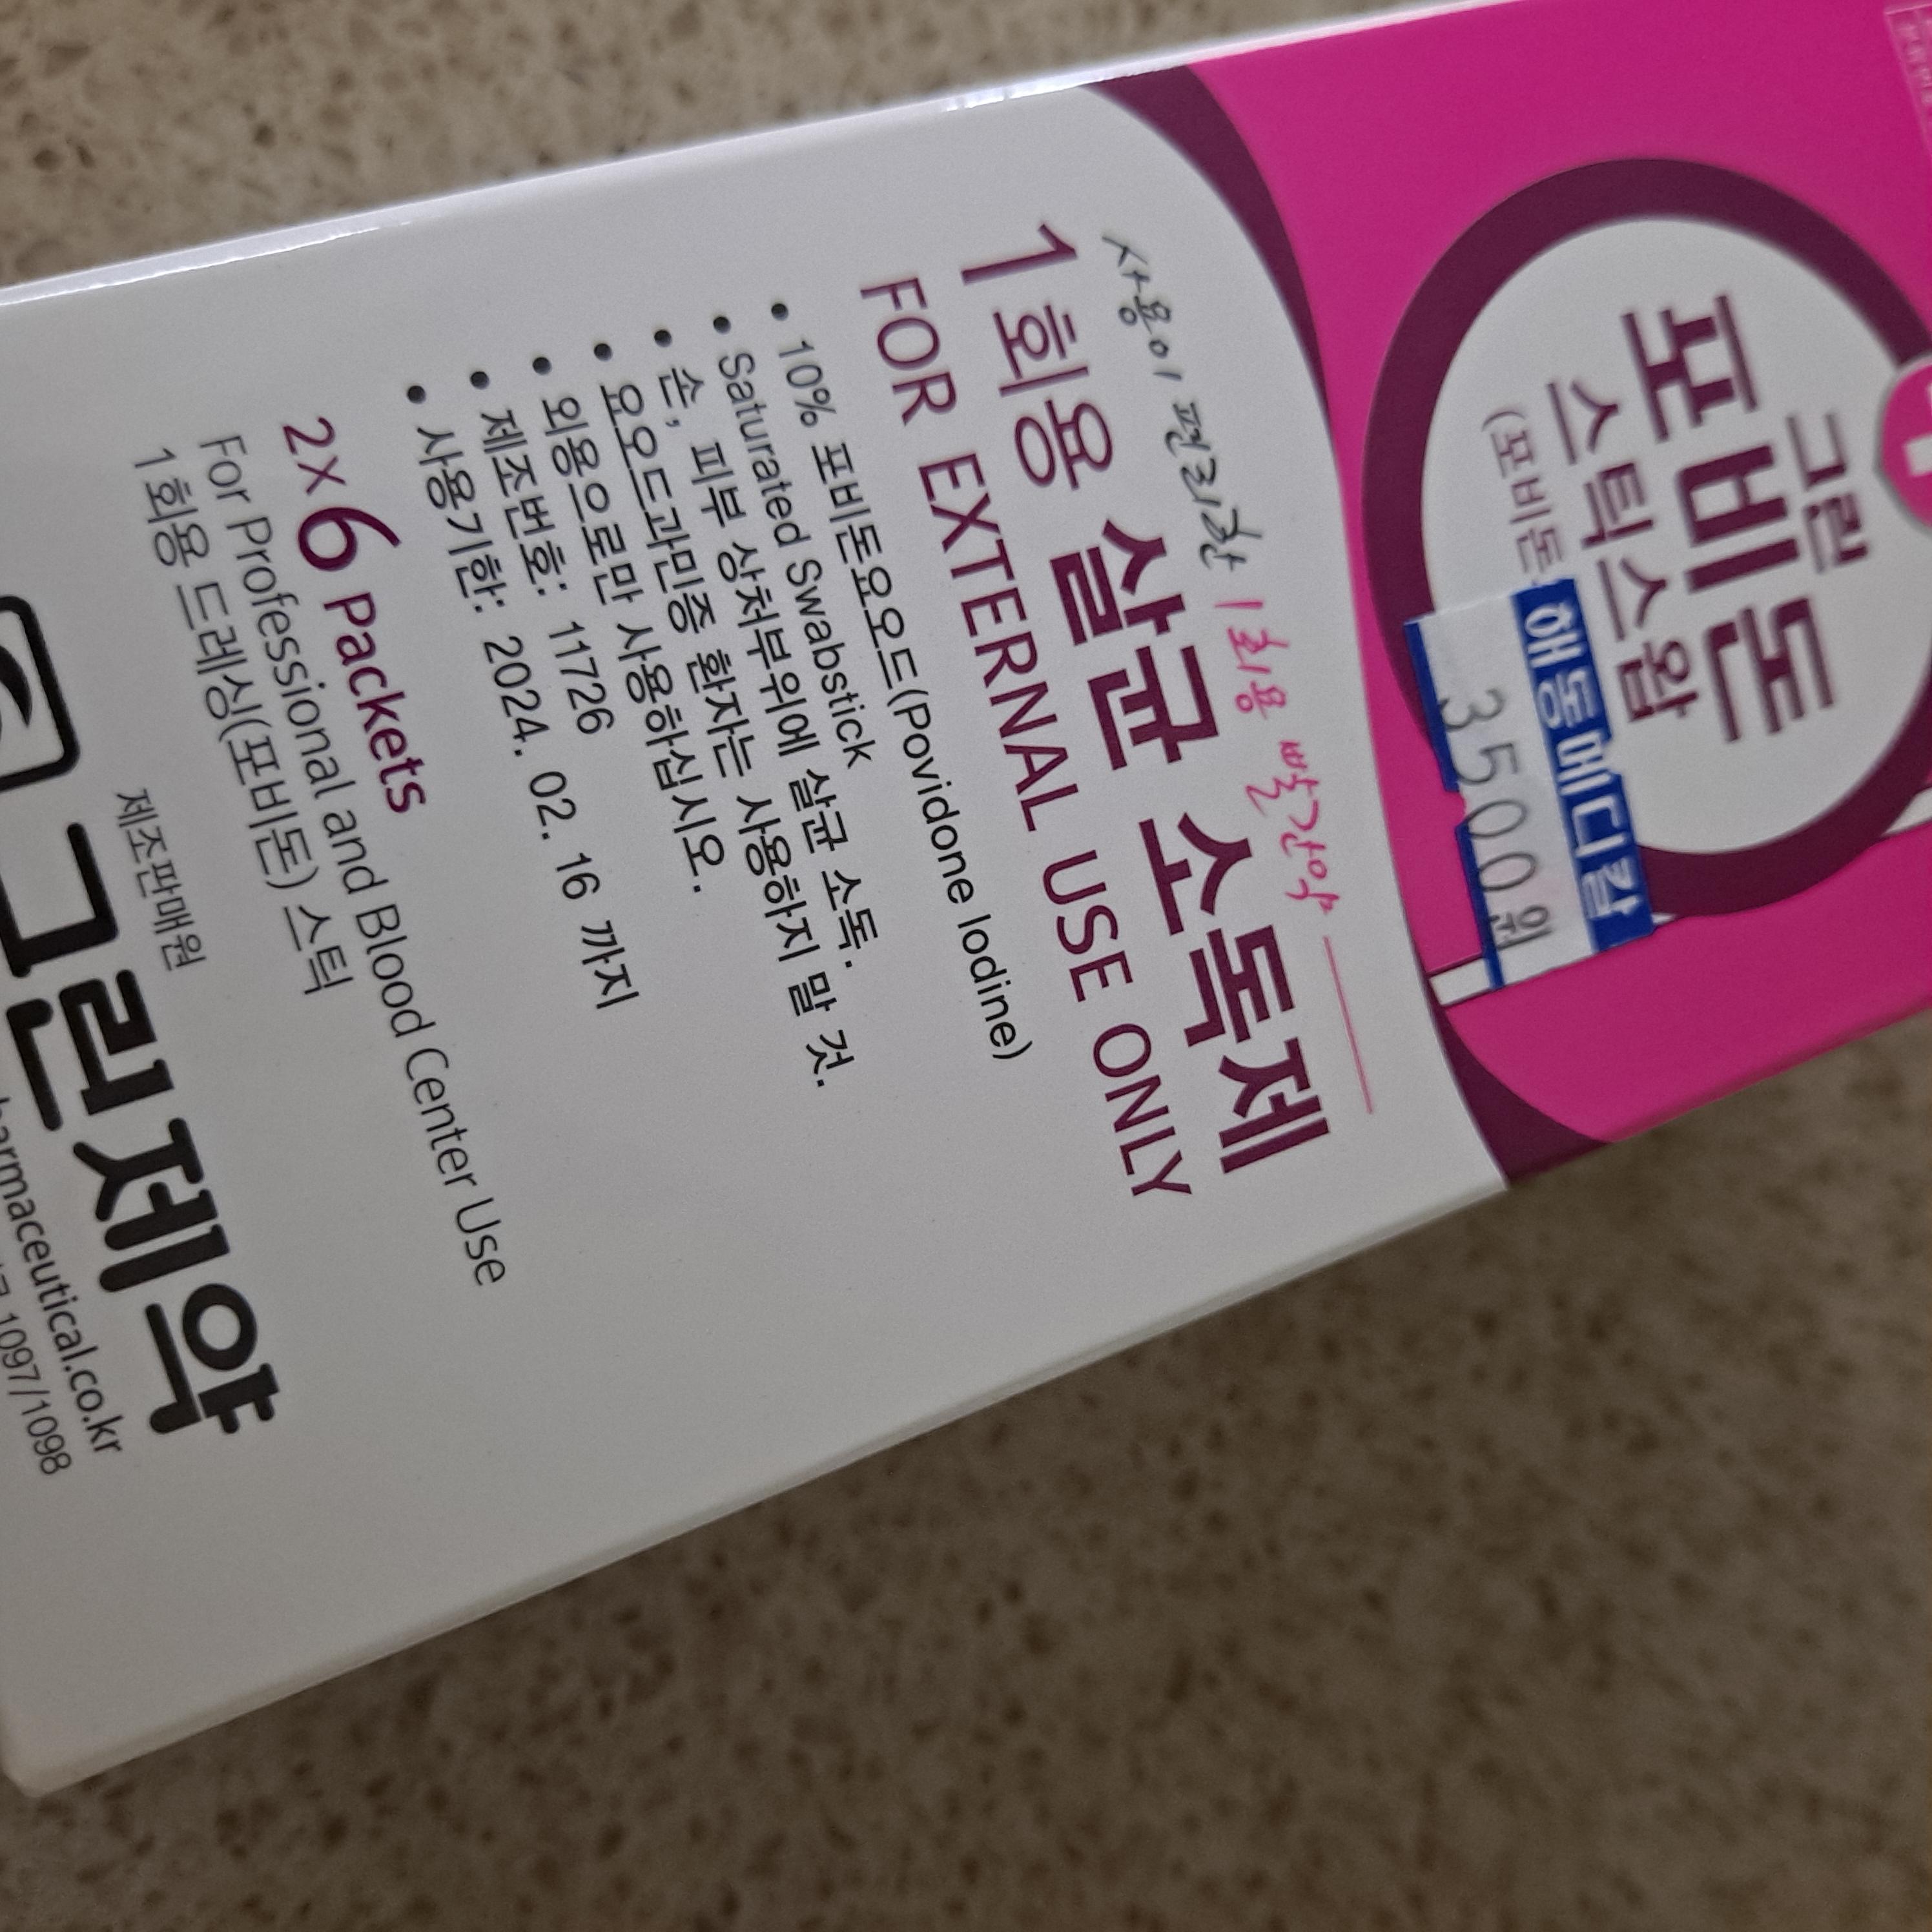 그린
포비돈
스틱스왑
(포비돈
해동메디칼
3500원
사용이 편리한 1회용 빨간약
1회용 살균 소독제
FOR EXTERNAL USE ONLY
• 10% 포비돈요오드(Povidone Iodine)
• Saturated Swabstick
• 손, 피부 상처부위에 살균 소독.
• 요오드과민증 환자는 사용하지 말 것.
• 외용으로만 사용하십시오.
• 제조번호: 11726
• 사용기한: 2024. 02. 16 까지
2×6 Packets
For Professional and Blood Center Use
1회용 드레싱(포비돈) 스틱
제조판매원
그린제약
harmaceutical.co.kr
1097/1098